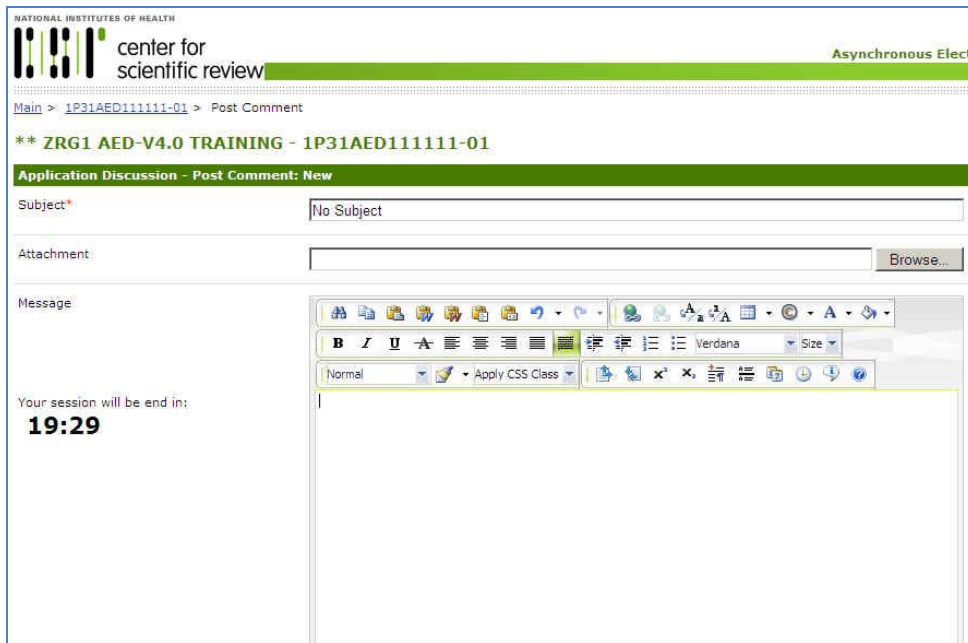 NATIONAL INSTITUTES OF HEALTH
center for
scientific review
Asynchronous Elect
Main > 1P31AED111111-01 > Post Comment
** ZRG1 AED-V4.0 TRAINING - 1P31AED111111-01
Application Discussion - Post Comment: New
Subject*
No Subject
Attachment
Browse...
Message
B I U A Verdana Size
Normal Apply CSS Class
Your session will be end in:
19:29